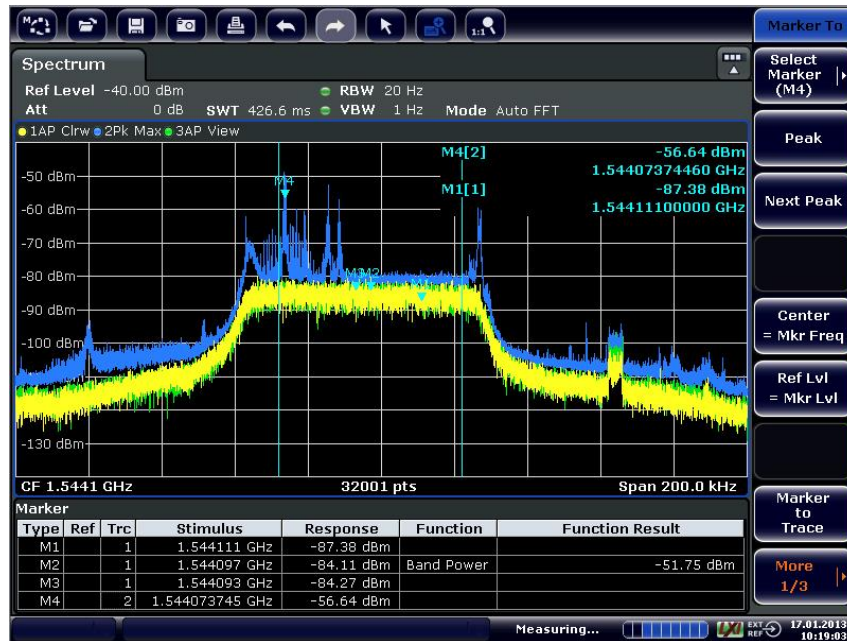 1:1
Marker To
Spectrum
Ref Level -40.00 dBm RBW 20 Hz
Att 0 dB SWT 426.6 ms VBW 1 Hz Mode Auto FFT
1AP Clrw 2Pk Max 3AP View
M4[2] -56.64 dBm
1.54407374460 GHz
M1[1] -87.38 dBm
1.54411100000 GHz
-50 dBm
M4
-60 dBm
-70 dBm
-80 dBm
M3 M2
-90 dBm
-100 dBm
-130 dBm
CF 1.5441 GHz 32001 pts Span 200.0 kHz
Marker
Type Ref Trc Stimulus Response Function Function Result
M1 1 1.544111 GHz -87.38 dBm
M2 1 1.544097 GHz -84.11 dBm Band Power -51.75 dBm
M3 1 1.544093 GHz -84.27 dBm
M4 2 1.544073745 GHz -56.64 dBm
Select
Marker
(M4)
Peak
Next Peak
Center
= Mkr Freq
Ref Lvl
= Mkr Lvl
Marker
to
Trace
More
1/3
Measuring... LXI EXT REF 17.01.2013
10:19:03